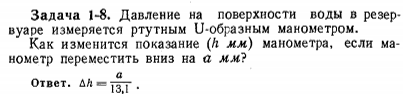 Задача 1-8. Давление на поверхности воды в резер-
вуаре измеряется ртутным U-образным манометром.
Как изменится показание (h мм) манометра, если ма-
нометр переместить вниз на a мм?
Ответ. Δh = a/13,1 .